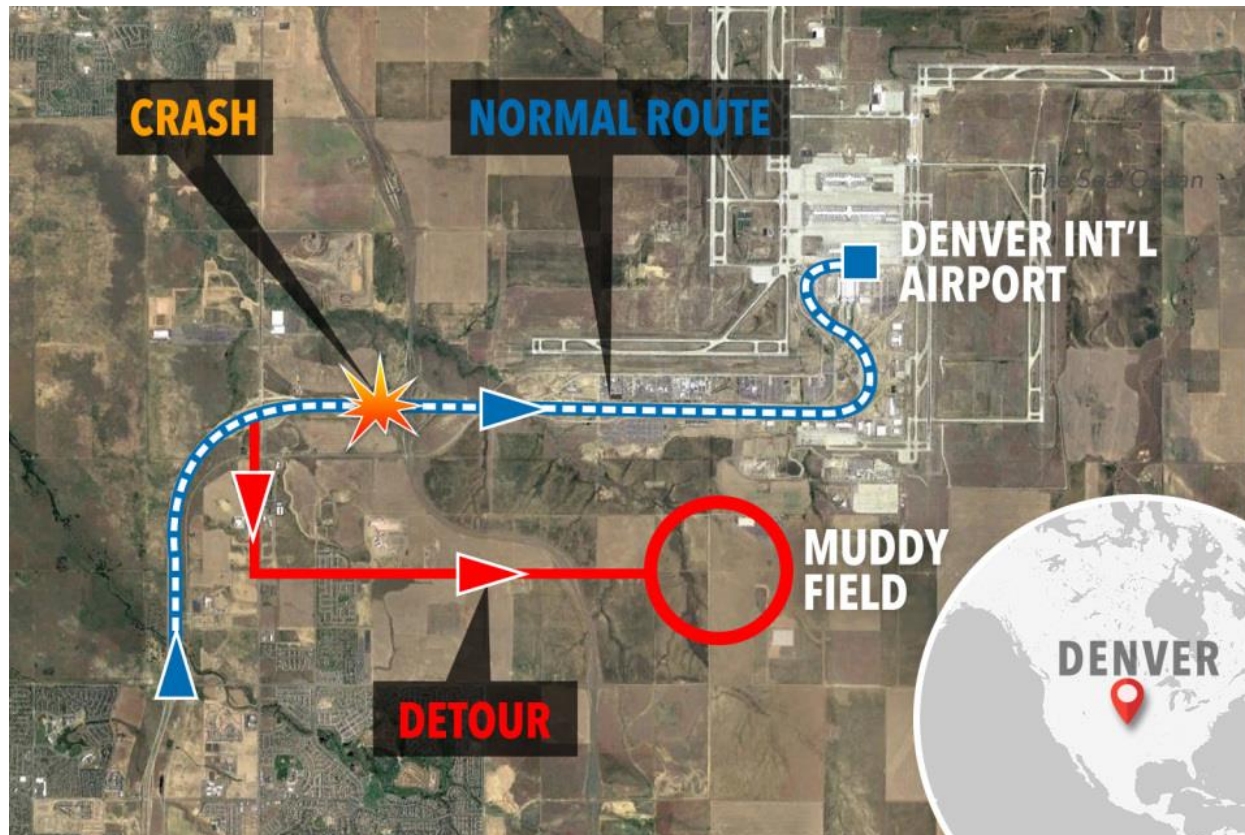 CRASH
NORMAL ROUTE
DENVER INT'L
AIRPORT
MUDDY
FIELD
DETOUR
DENVER